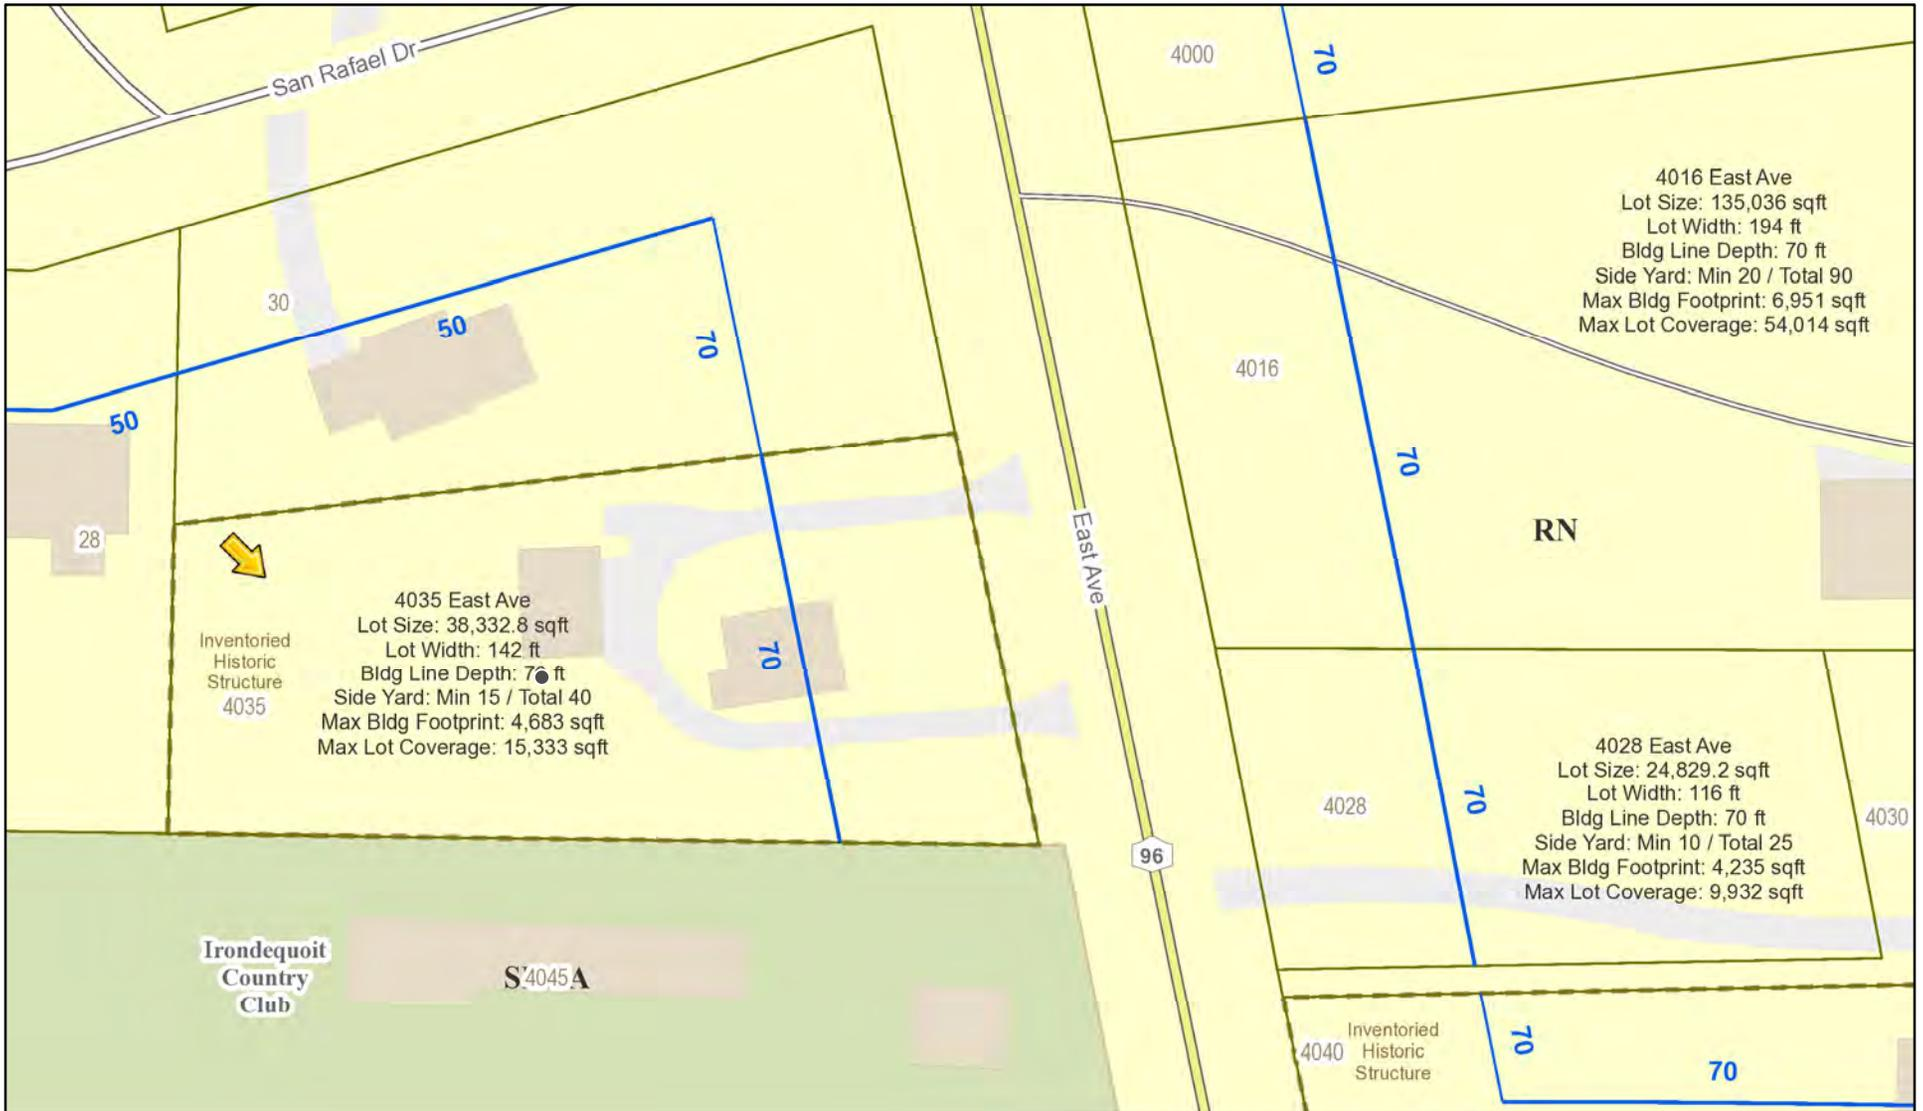 San Rafael Dr
4000
70
4016 East Ave
Lot Size: 135,036 sqft
Lot Width: 194 ft
Bldg Line Depth: 70 ft
Side Yard: Min 20 / Total 90
Max Bldg Footprint: 6,951 sqft
Max Lot Coverage: 54,014 sqft
30
50
70
4016
50
70
28
East Ave
RN
4035 East Ave
Lot Size: 38,332.8 sqft
Lot Width: 142 ft
Bldg Line Depth: 7 ft
Side Yard: Min 15 / Total 40
Max Bldg Footprint: 4,683 sqft
Max Lot Coverage: 15,333 sqft
Inventoried
Historic
Structure
4035
70
4028 East Ave
Lot Size: 24,829.2 sqft
Lot Width: 116 ft
Bldg Line Depth: 70 ft
Side Yard: Min 10 / Total 25
Max Bldg Footprint: 4,235 sqft
Max Lot Coverage: 9,932 sqft
70
4028
4030
96
Irondequoit
Country
Club
4045
4040
Inventoried
Historic
Structure
70
70